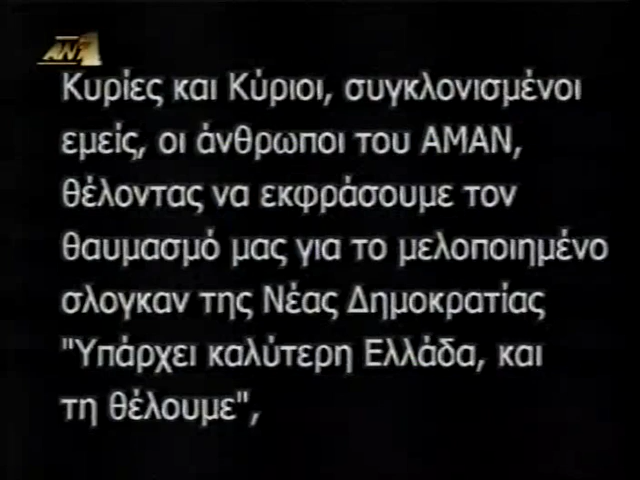 ΑΝΤ1
Κυρίες και Κύριοι, συγκλονισμένοι
εμείς, οι άνθρωποι του ΑΜΑΝ,
θέλοντας να εκφράσουμε τον
θαυμασμό μας για το μελοποιημένο
σλογκαν της Νέας Δημοκρατίας
"Υπάρχει καλύτερη Ελλάδα, και
τη θέλουμε",